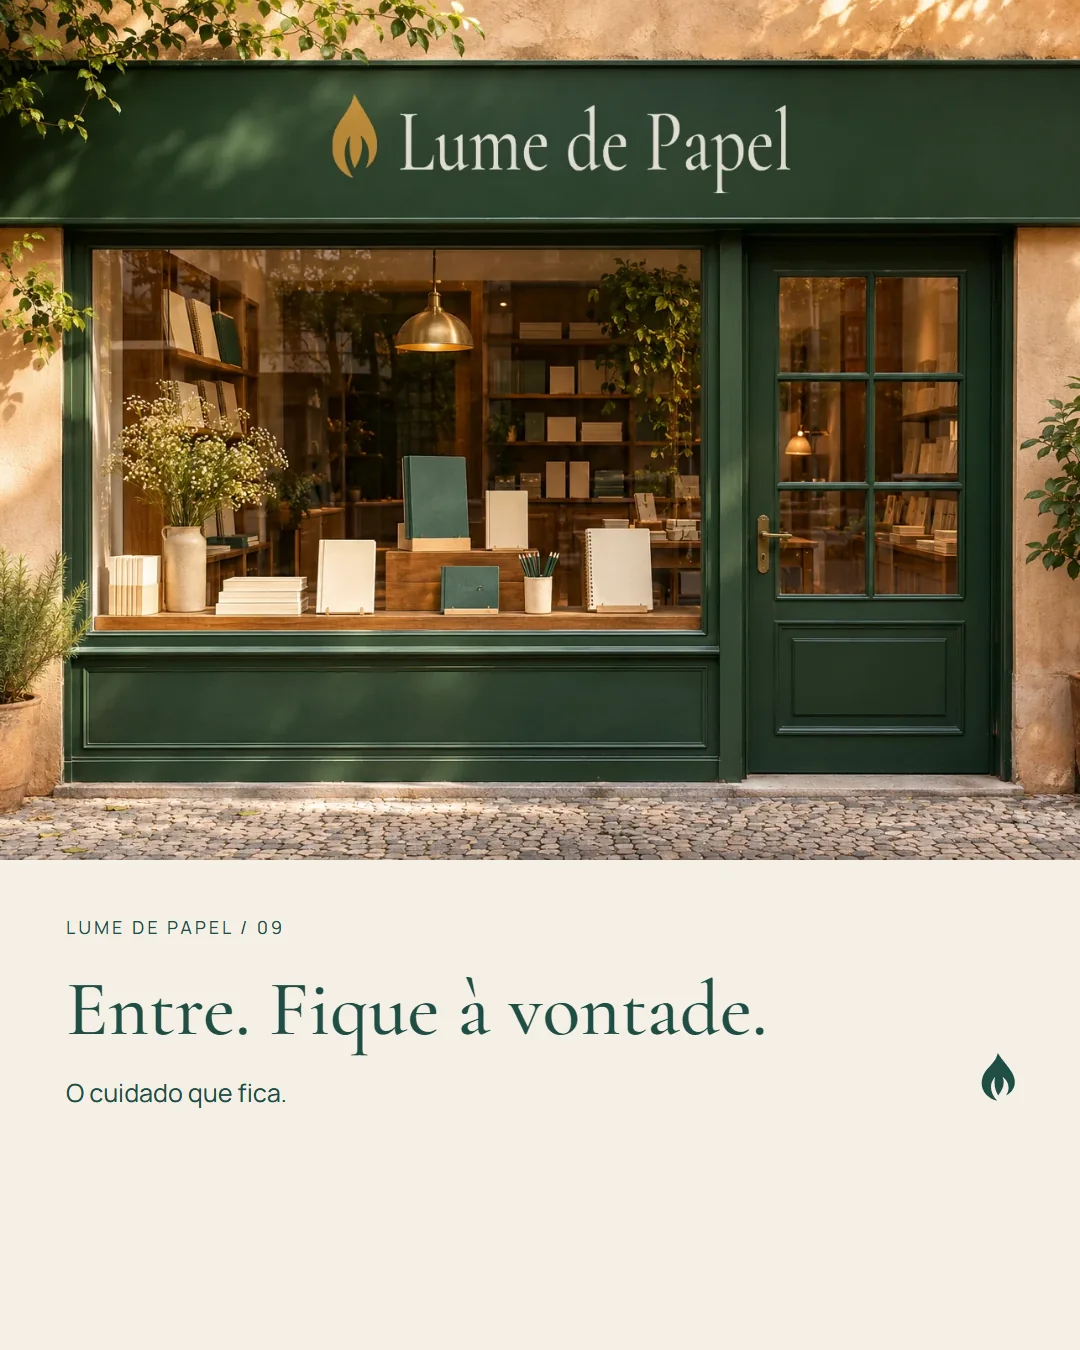 Lume de Papel
LUME DE PAPEL / 09
Entre. Fique à vontade.
O cuidado que fica.